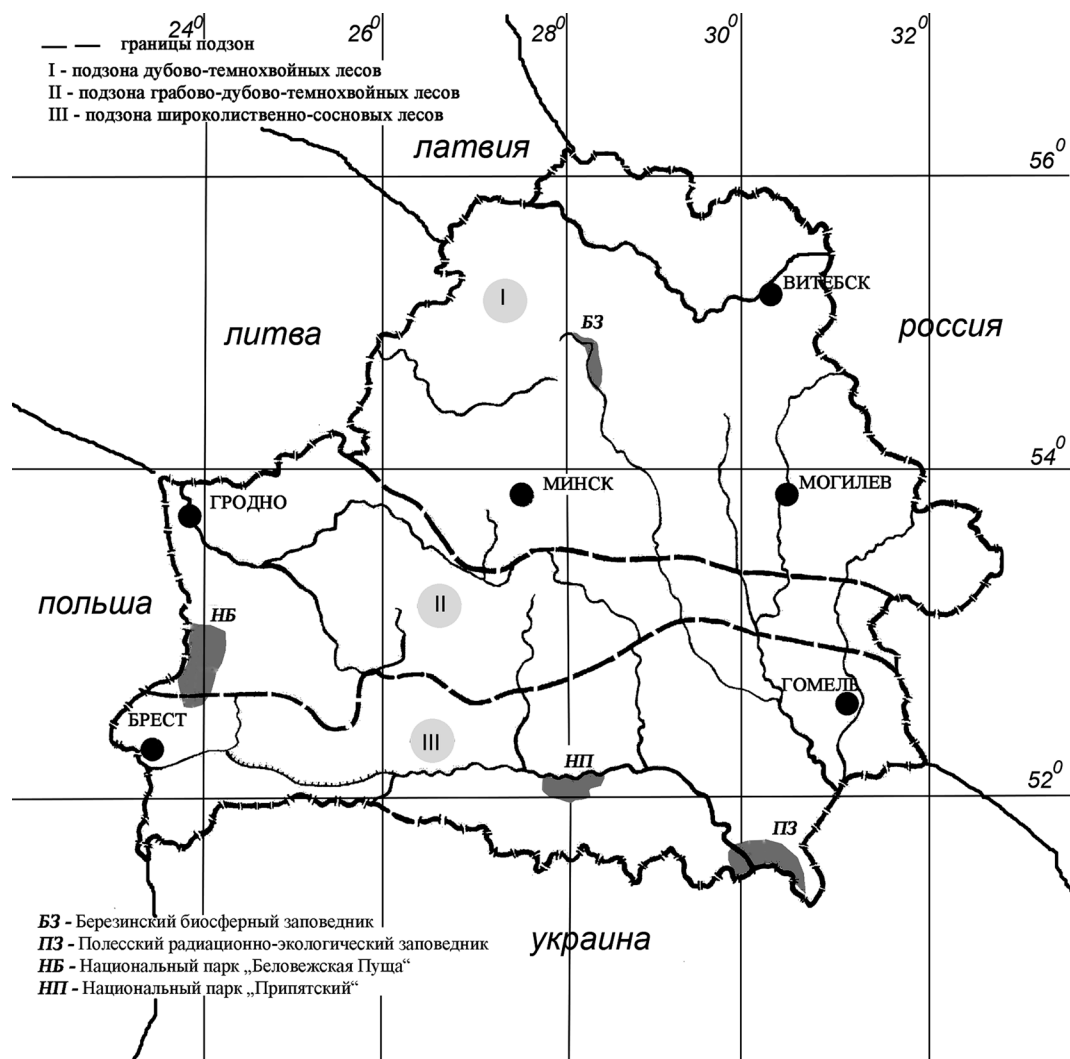 24⁰ 26⁰ 28⁰ 30⁰ 32⁰
границы подзон
I - подзона дубово-темнохвойных лесов
II - подзона грабово-дубово-темнохвойных лесов
III - подзона широколиственно-сосновых лесов
ЛАТВИЯ
56⁰
I
ВИТЕБСК
БЗ
ЛИТВА
РОССИЯ
54⁰
ГРОДНО
МИНСК
МОГИЛЕВ
ПОЛЬША
НБ
II
БРЕСТ
III
ГОМЕЛЬ
НП
52⁰
ПЗ
БЗ - Березинский биосферный заповедник
ПЗ - Полесский радиационно-экологический заповедник
НБ - Национальный парк „Беловежская Пуща“
НП - Национальный парк „Припятский“
УКРАИНА